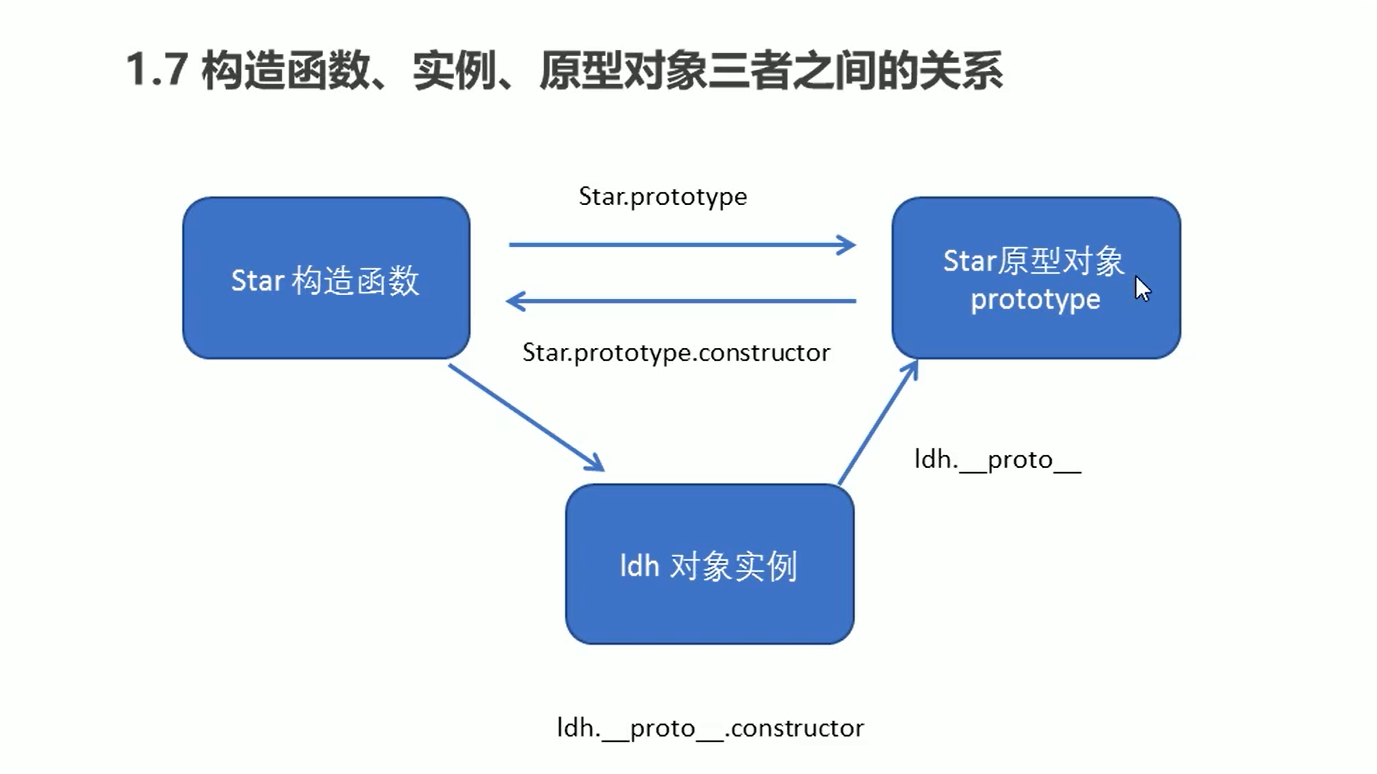 1.7 构造函数、实例、原型对象三者之间的关系
Star.prototype
Star 构造函数
Star原型对象
prototype
Star.prototype.constructor
ldh.__proto__
ldh 对象实例
ldh.__proto__.constructor